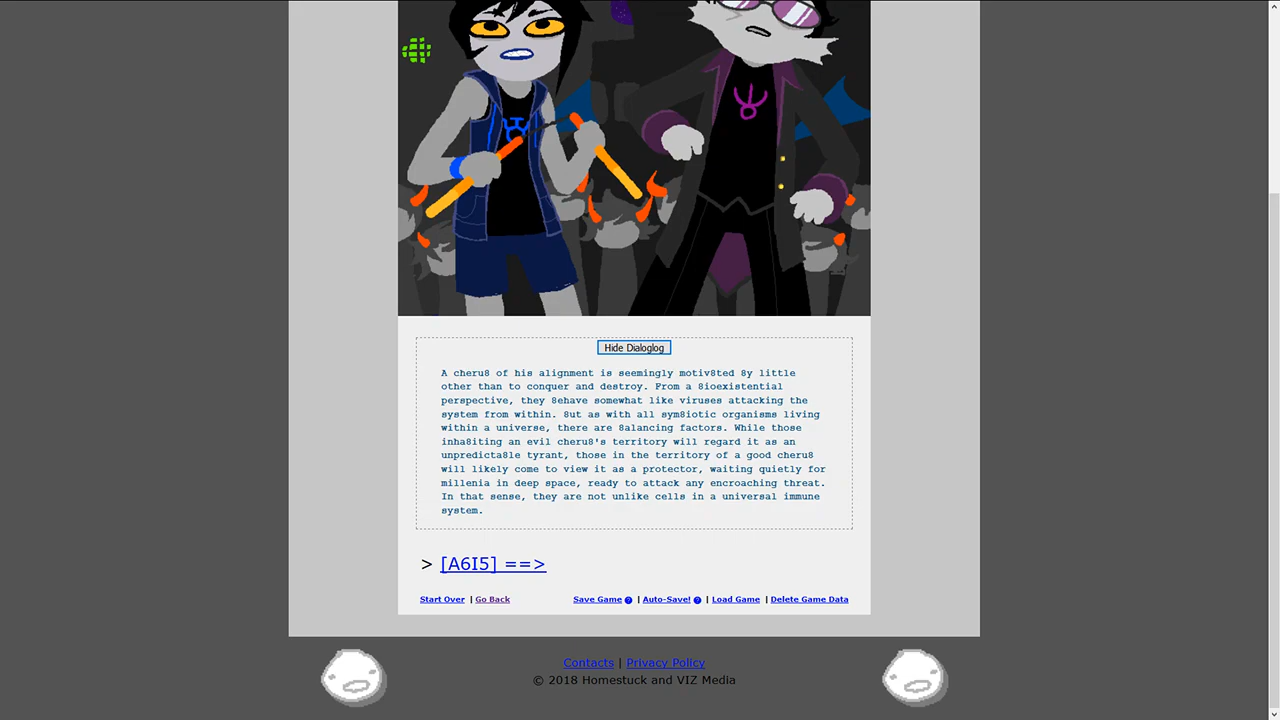 Hide Dialoglog
A cheru8 of his alignment is seemingly motiv8ted 8y little
other than to conquer and destroy. Prom a 8ioexistential
perspective, they 8ehave somewhat like viruses attacking the
system from within. 8ut as with all sym8iotic organisms living
within a universe, there are 8alancing factors. While those
inha8iting an evil cheru8's territory will regard it as an
unpredicta8le tyrant, those in the territory of a good cheru8
will likely come to view it as a protector, waiting quietly for
millenia in deep space, ready to attack any encroaching threat.
In that sense, they are not unlike cells in a universal immune
system.
> [A6I5] ==>
Start Over | Go Back Save Game ? | Auto-Save! ? | Load Game | Delete Game Data
Contacts | Privacy Policy
© 2018 Homestuck and VIZ Media